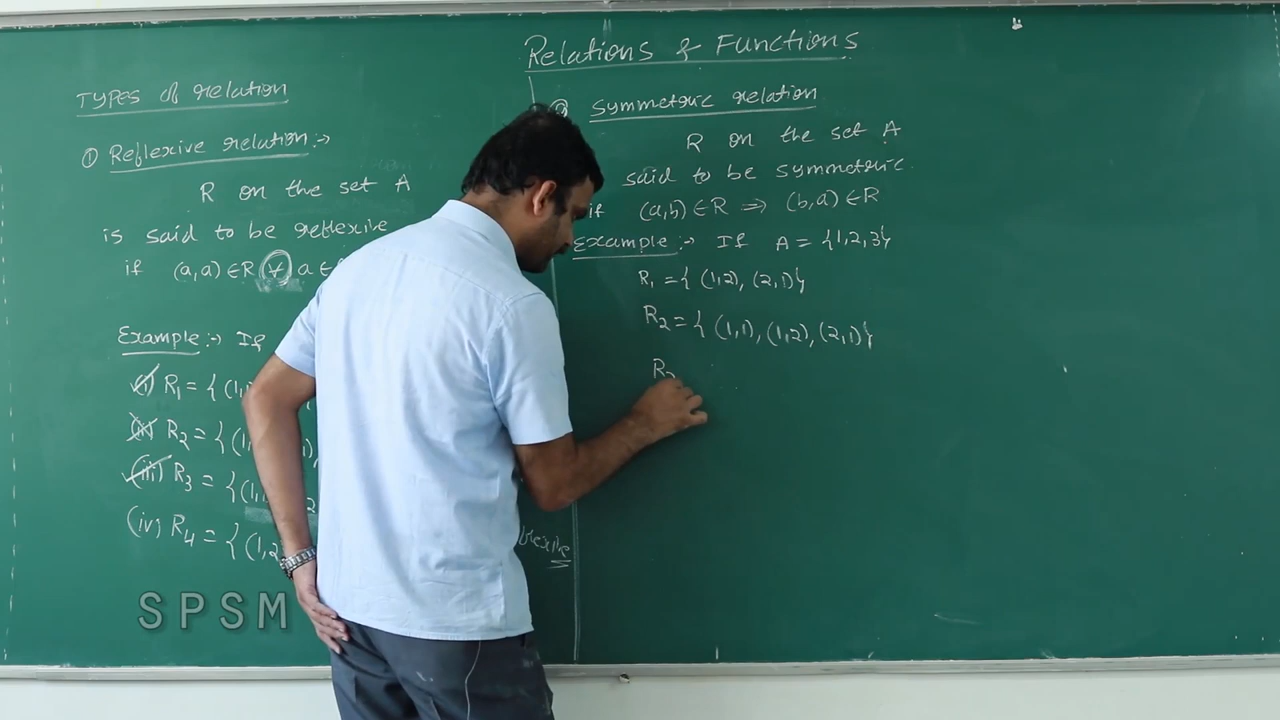 Relations & Functions
TYPES of relation
① Reflexive relation :-
R on the set A
is said to be reflexive
if (a,a) ∈ R ∀ a ∈
Example :- If
(i) R₁ = { (1,
(ii) R₂ = { (1,
(iii) R₃ = { (1,
(iv) R₄ = { (1,2
② Symmetric relation
R on the set A
said to be symmetric
if (a,b) ∈ R ⇒ (b,a) ∈ R
Example :- If A = {1,2,3}
R₁ = { (1,2), (2,1) }
R₂ = { (1,1), (1,2), (2,1) }
R₃
SPSM